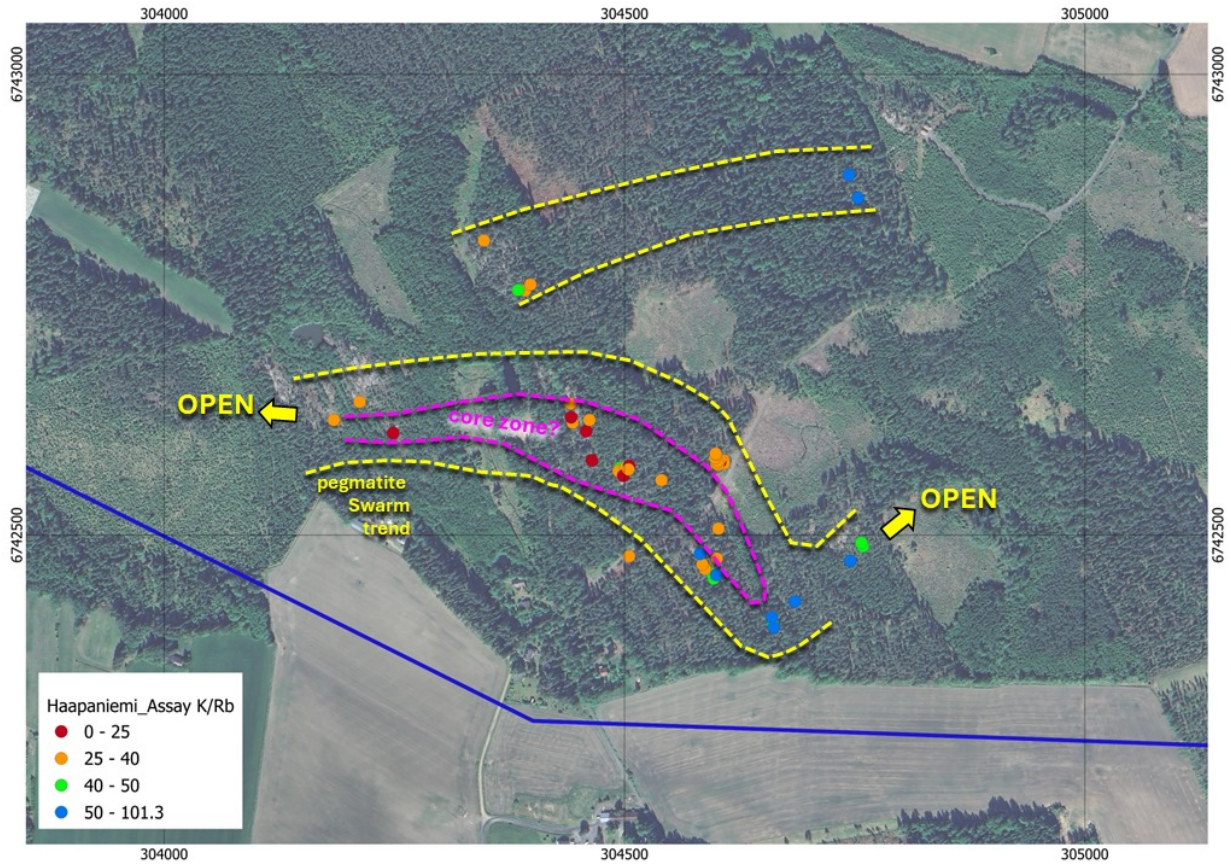 304000
304500
305000
6743000
6743000
OPEN
core zone?
pegmatite
Swarm
trend
OPEN
6742500
6742500
Haapaniemi_Assay K/Rb
0 - 25
25 - 40
40 - 50
50 - 101.3
304000
304500
305000